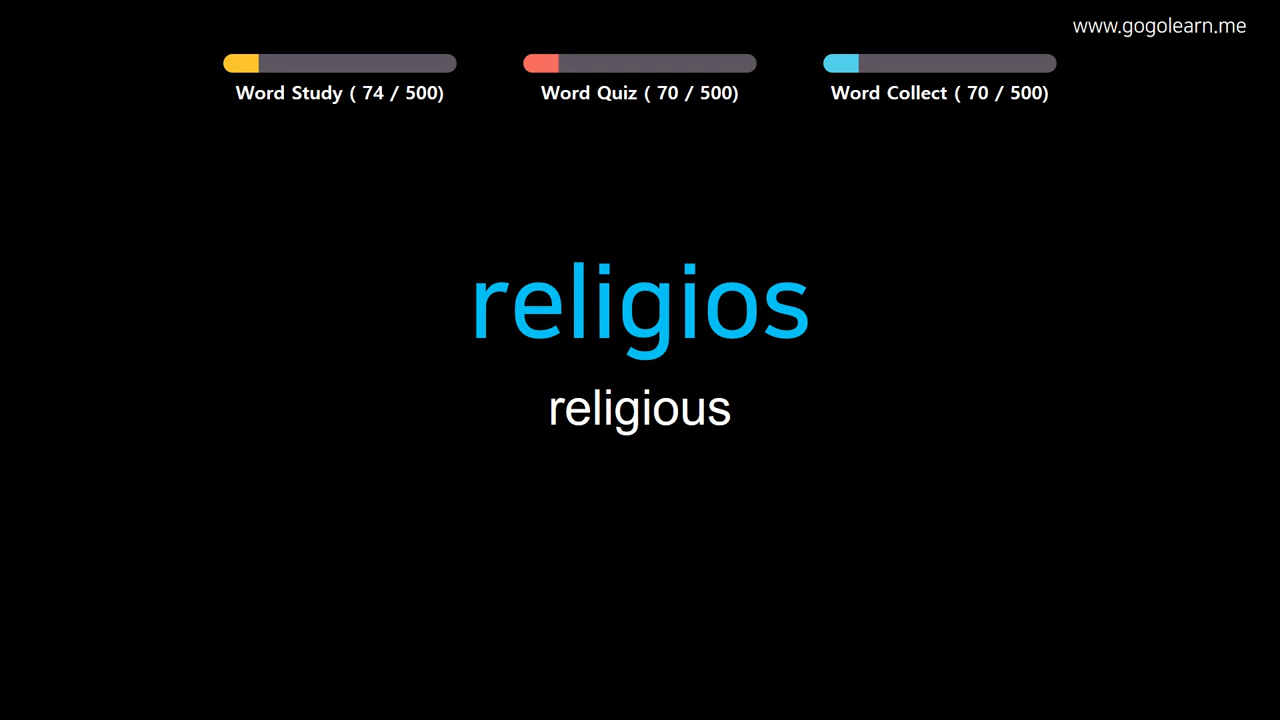 www.gogolearn.me
Word Study ( 74 / 500)
Word Quiz ( 70 / 500)
Word Collect ( 70 / 500)
religios
religious